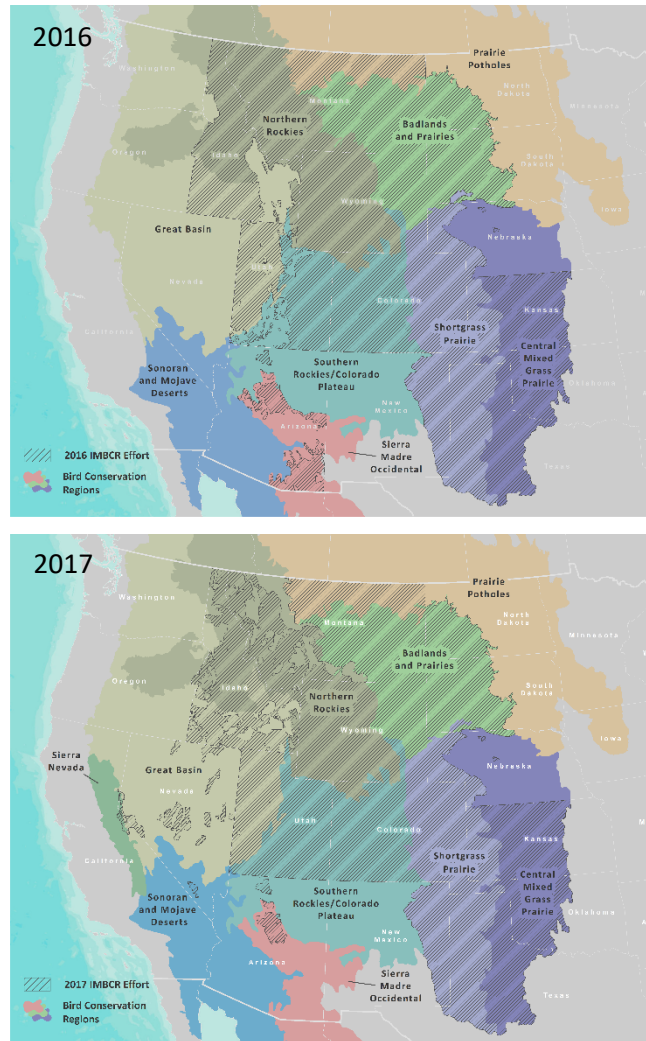 2016
Prairie
Potholes
Washington
North
Dakota
Montana
Minnesota
Northern
Rockies
Badlands
and Prairies
Oregon
Idaho
South
Dakota
Wyoming
Iowa
Great Basin
Nebraska
Nevada
Utah
Colorado
Kansas
California
Shortgrass
Prairie
Central
Mixed
Grass
Prairie
Sonoran
and Mojave
Deserts
Southern
Rockies/Colorado
Plateau
Oklahoma
New
Mexico
Arizona
Sierra
Madre
Occidental
Texas
2016 IMBCR Effort
Bird Conservation
Regions
2017
Prairie
Potholes
Washington
North
Dakota
Montana
Minnesota
Badlands
and Prairies
Oregon
Idaho
South
Dakota
Northern
Rockies
Wyoming
Iowa
Sierra
Nevada
Great Basin
Nevada
Nebraska
Utah
Colorado
Kansas
California
Shortgrass
Prairie
Central
Mixed Grass
Prairie
Sonoran
and Mojave
Deserts
Southern
Rockies/Colorado
Plateau
Oklahoma
New
Mexico
Arizona
Sierra
Madre
Occidental
Texas
2017 IMBCR Effort
Bird Conservation
Regions